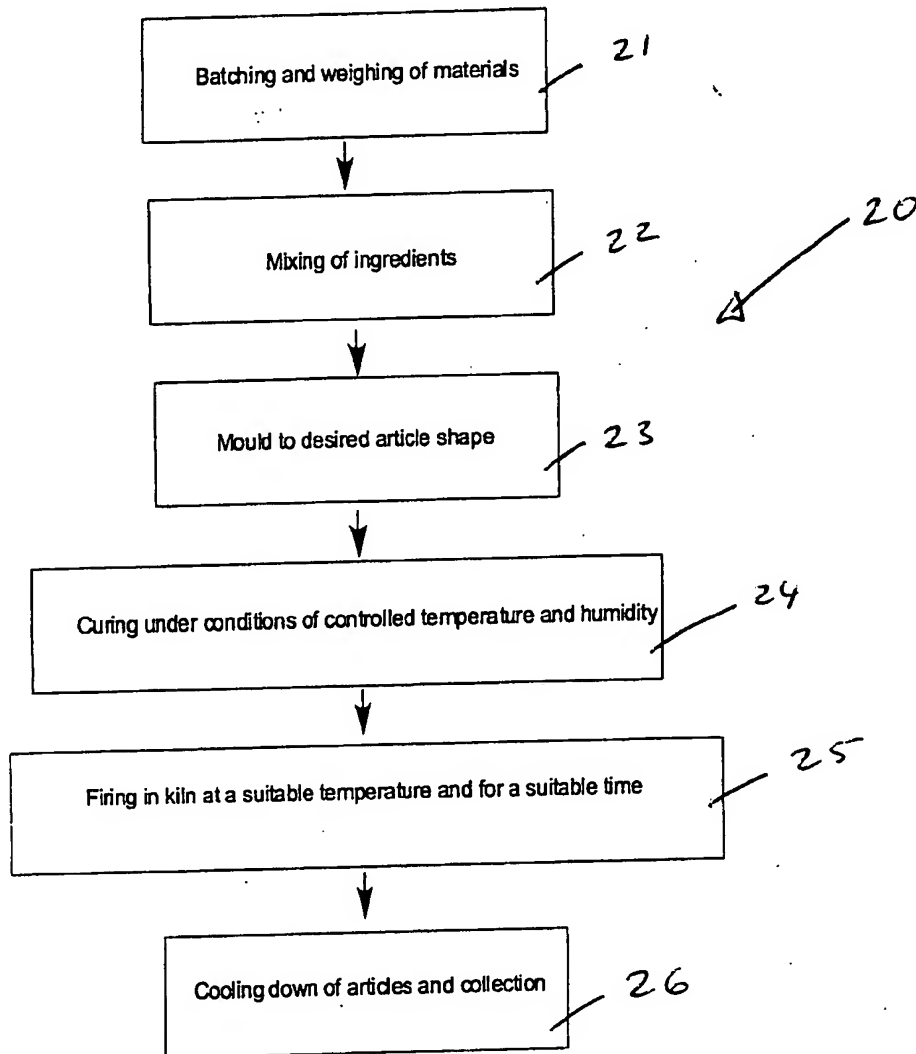 Batching and weighing of materials
21
20
Mixing of ingredients
22
Mould to desired article shape
23
Curing under conditions of controlled temperature and humidity
24
Firing in kiln at a suitable temperature and for a suitable time
25
Cooling down of articles and collection
26